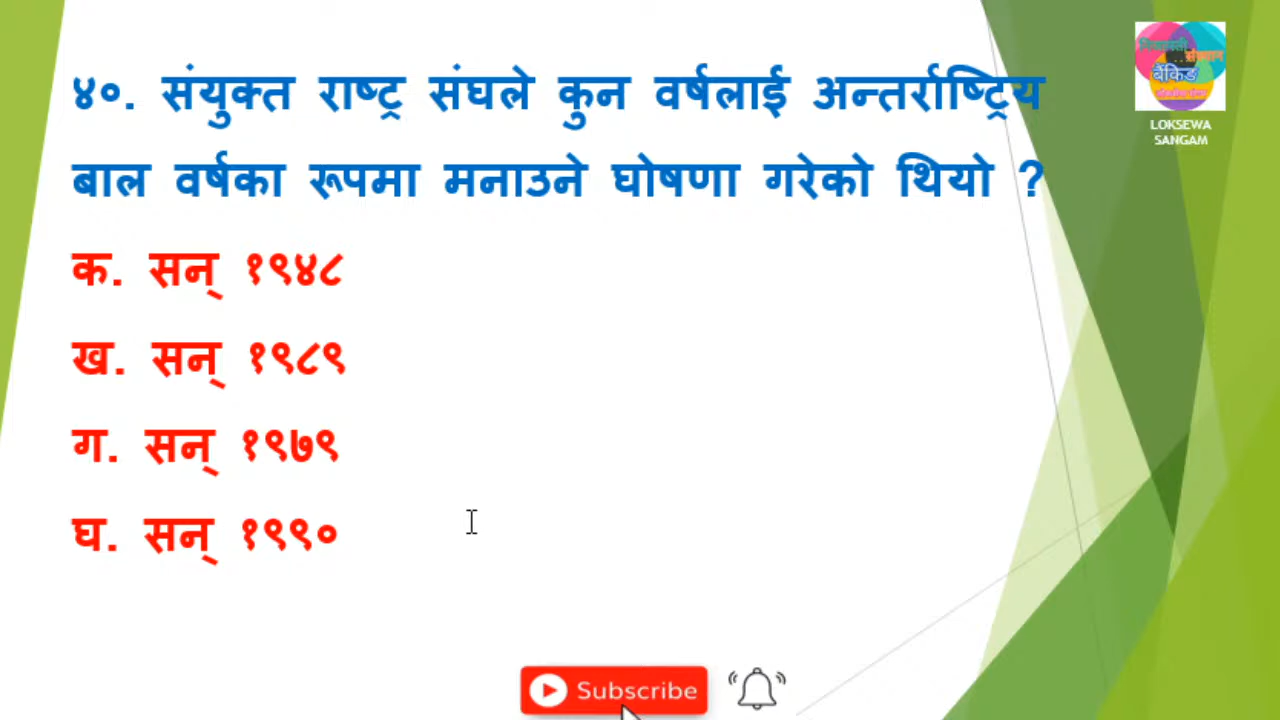 ४०. संयुक्त राष्ट्र संघले कुन वर्षलाई अन्तर्राष्ट्रिय
बाल वर्षका रूपमा मनाउने घोषणा गरेको थियो ?
क. सन् १९४८
ख. सन् १९८९
ग. सन् १९७९
घ. सन् १९९०
बैंकिङ
LOKSEWA
SANGAM
Subscribe